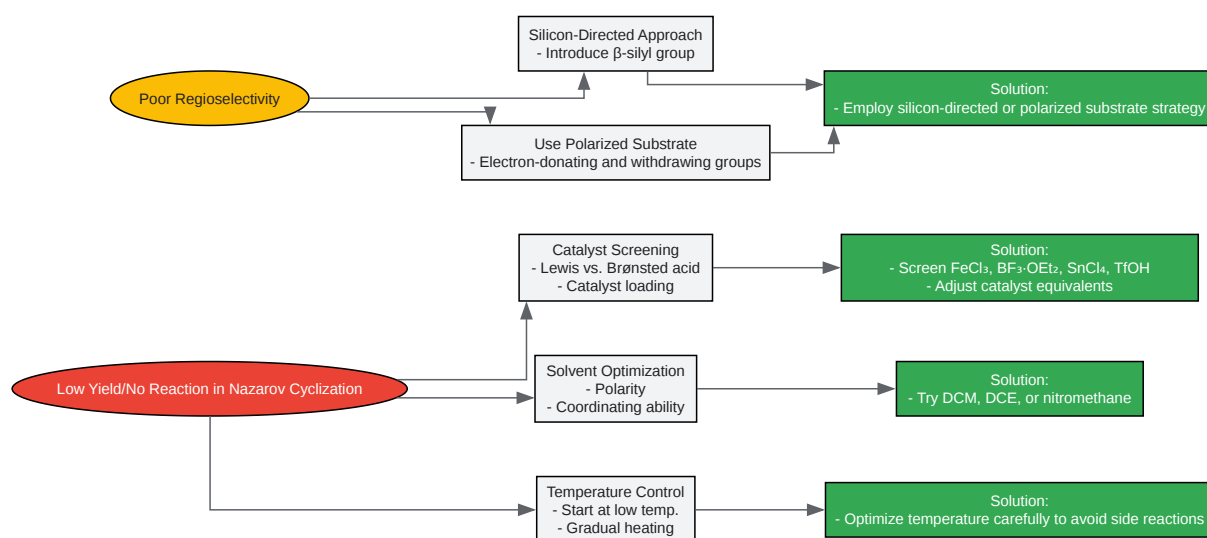 Silicon-Directed Approach
- Introduce β-silyl group
Poor Regioselectivity
Solution:
- Employ silicon-directed or polarized substrate strategy
Use Polarized Substrate
- Electron-donating and withdrawing groups
Catalyst Screening
- Lewis vs. Brønsted acid
- Catalyst loading
Solution:
- Screen FeCl₃, BF₃·OEt₂, SnCl₄, TfOH
- Adjust catalyst equivalents
Low Yield/No Reaction in Nazarov Cyclization
Solvent Optimization
- Polarity
- Coordinating ability
Solution:
- Try DCM, DCE, or nitromethane
Temperature Control
- Start at low temp.
- Gradual heating
Solution:
- Optimize temperature carefully to avoid side reactions